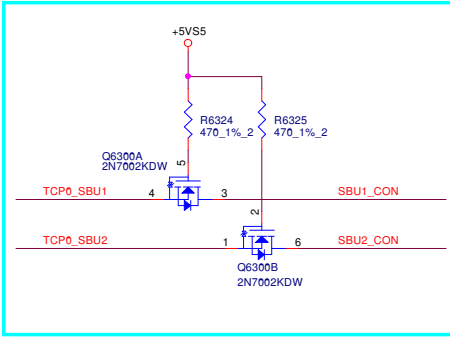 +5VS5
R6324
470_1%_2
R6325
470_1%_2
Q6300A
2N7002KDW
5
TCP0_SBU1
4
3
SBU1_CON
2
TCP0_SBU2
1
6
SBU2_CON
Q6300B
2N7002KDW